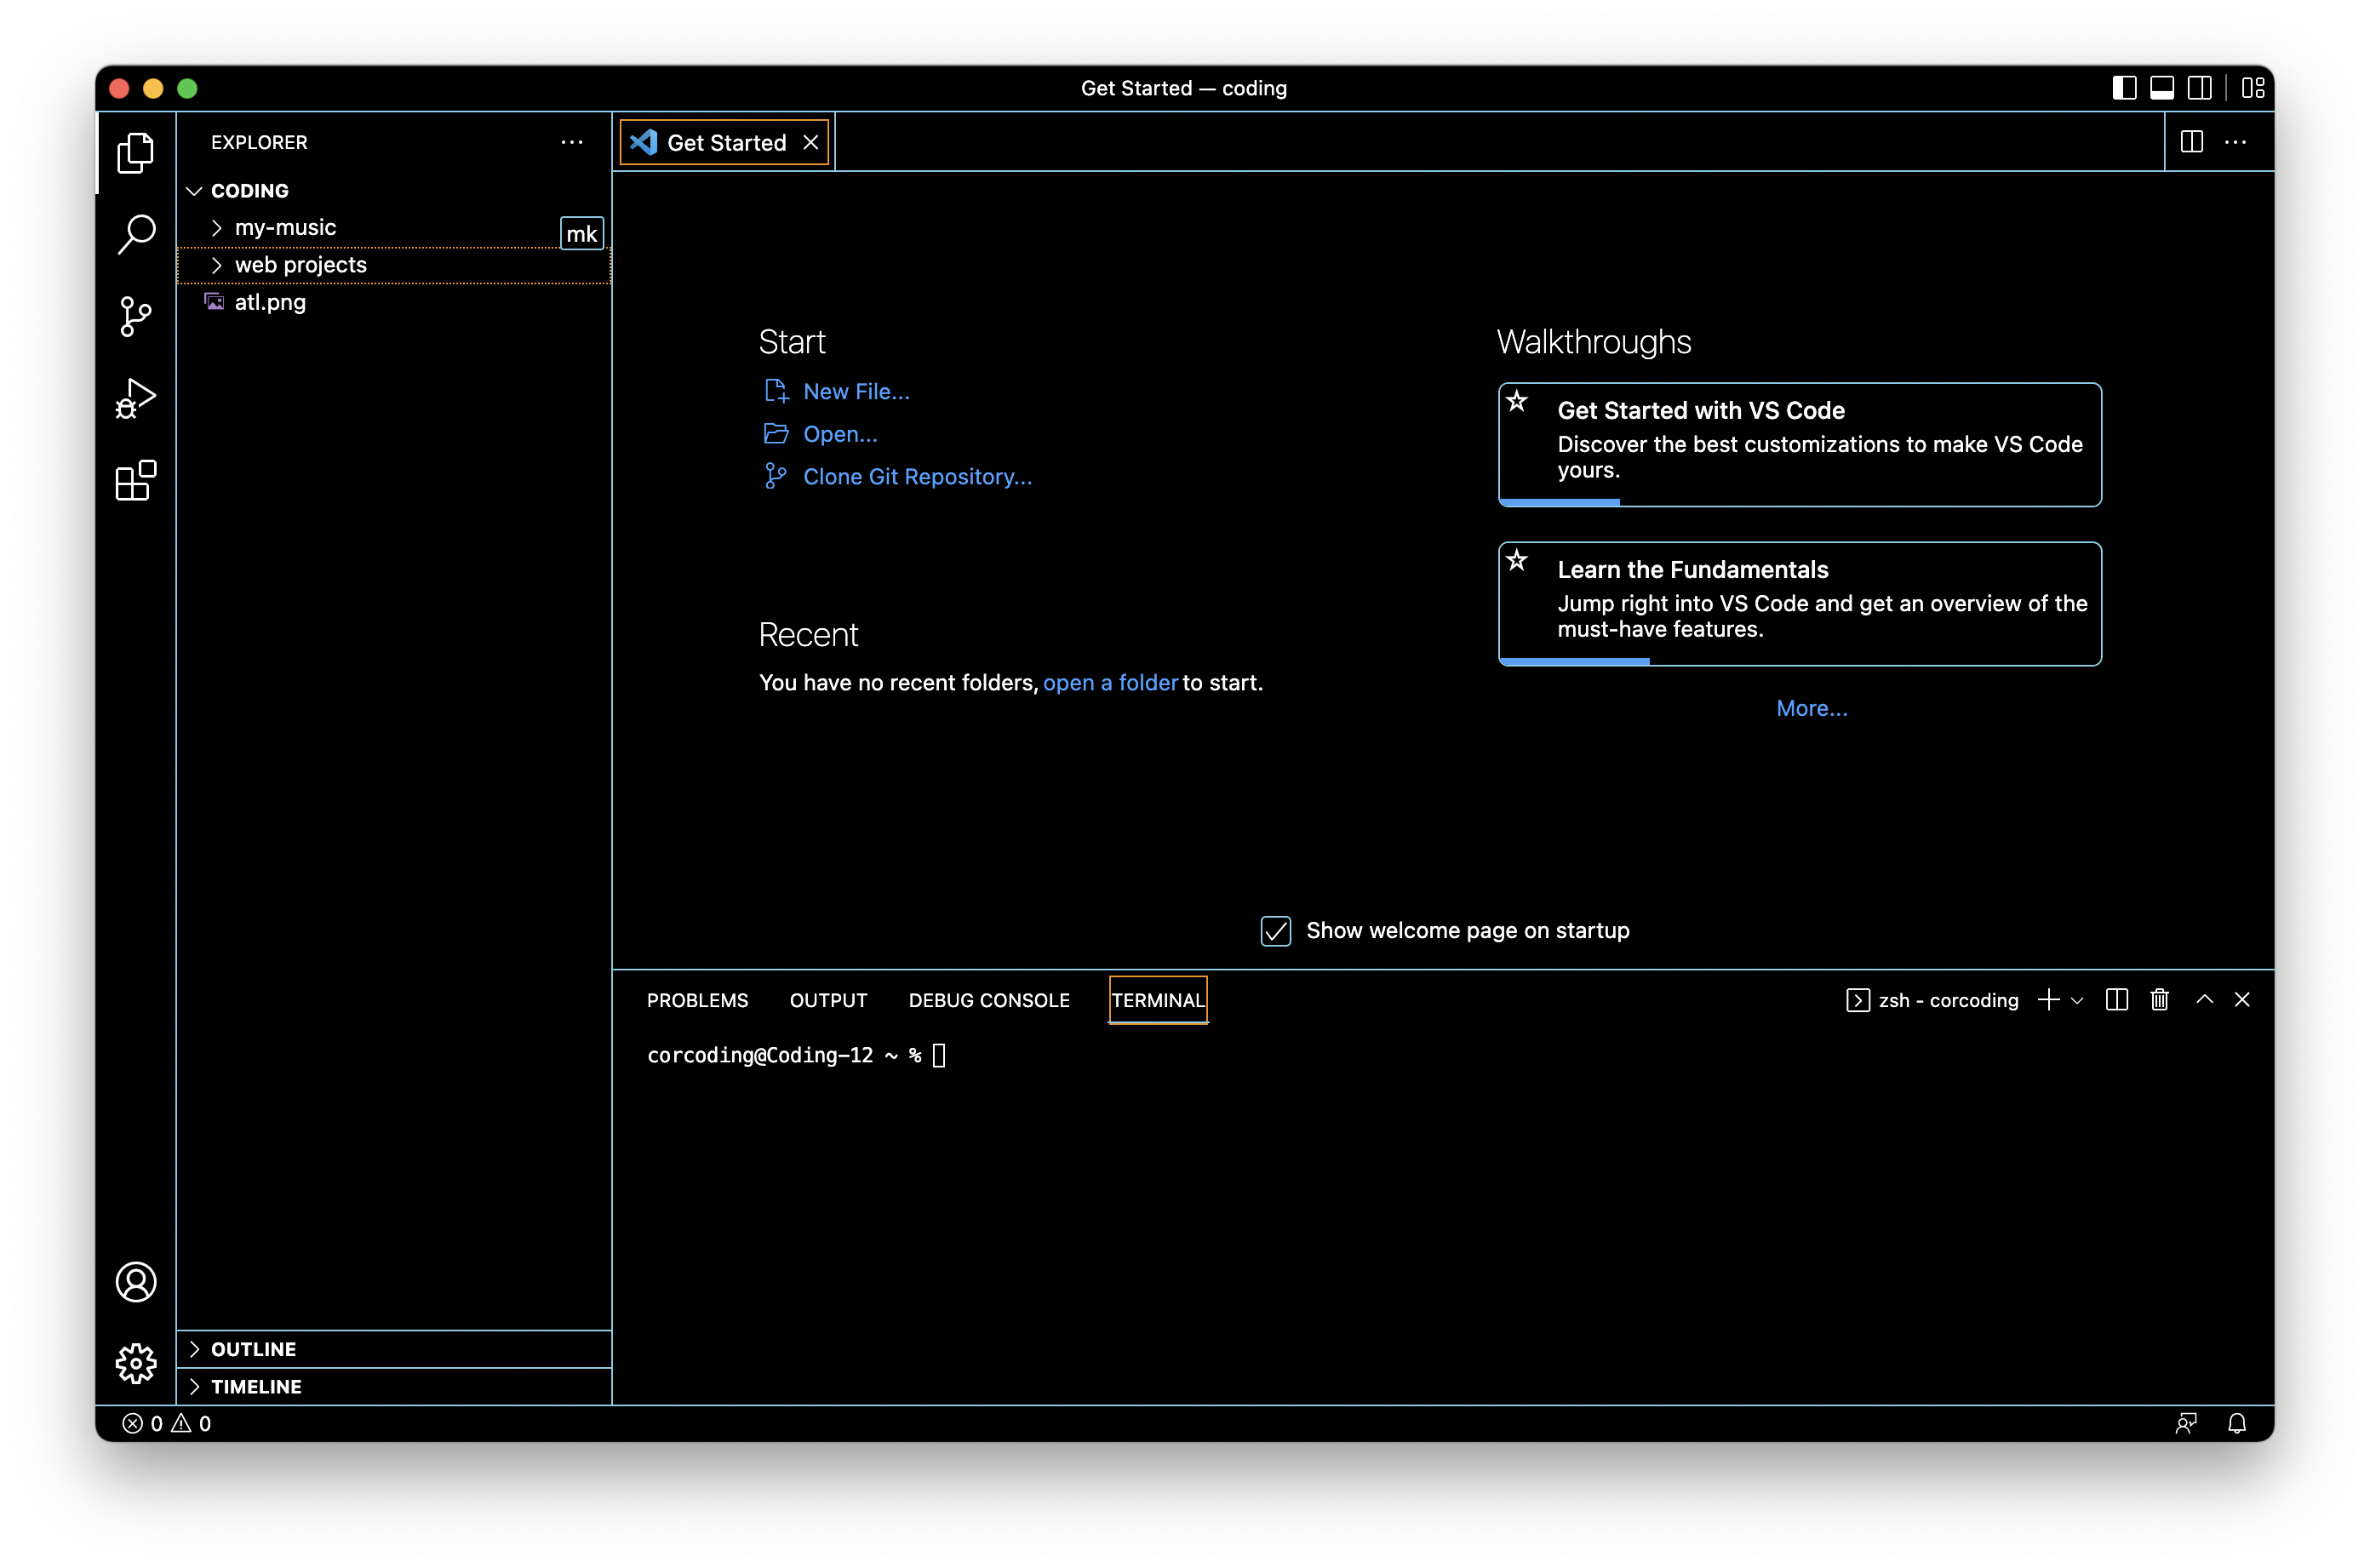 Get Started — coding
EXPLORER
CODING
my-music
mk
web projects
atl.png
OUTLINE
TIMELINE
Get Started
Start
New File...
Open...
Clone Git Repository...
Recent
You have no recent folders, open a folder to start.
Walkthroughs
Get Started with VS Code
Discover the best customizations to make VS Code
yours.
Learn the Fundamentals
Jump right into VS Code and get an overview of the
must-have features.
More...
Show welcome page on startup
PROBLEMS OUTPUT DEBUG CONSOLE TERMINAL
zsh - corcoding
corcoding@Coding-12 ~ %
0 0